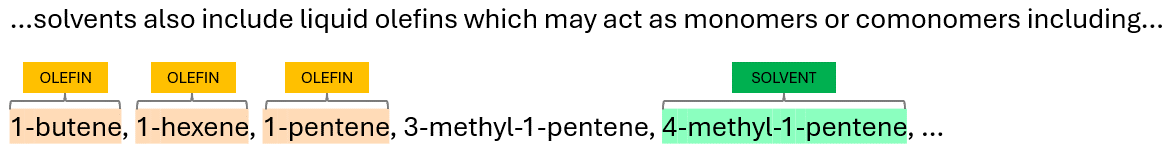 ...solvents also include liquid olefins which may act as monomers or comonomers including...
OLEFIN OLEFIN OLEFIN SOLVENT
1-butene, 1-hexene, 1-pentene, 3-methyl-1-pentene, 4-methyl-1-pentene, ...